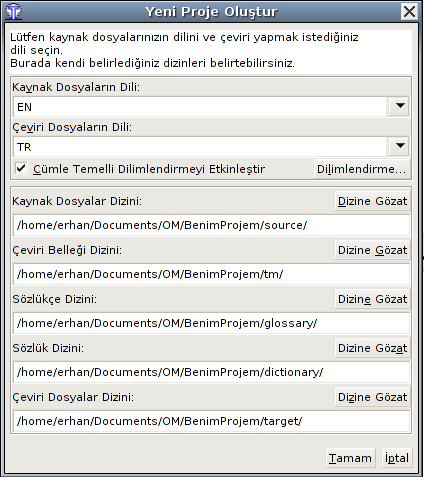 Yeni Proje Oluştur
Lütfen kaynak dosyalarınızın dilini ve çeviri yapmak istediğiniz
dili seçin.
Burada kendi belirlediğiniz dizinleri belirtebilirsiniz.
Kaynak Dosyaların Dili:
EN
Çeviri Dosyaların Dili:
TR
Cümle Temelli Dilimlendirmeyi Etkinleştir Dilimlendirme...
Kaynak Dosyalar Dizini: Dizine Gözat
/home/erhan/Documents/OM/BenimProjem/source/
Çeviri Belleği Dizini: Dizine Gözat
/home/erhan/Documents/OM/BenimProjem/tm/
Sözlükçe Dizini: Dizine Gözat
/home/erhan/Documents/OM/BenimProjem/glossary/
Sözlük Dizini: Dizine Gözat
/home/erhan/Documents/OM/BenimProjem/dictionary/
Çeviri Dosyalar Dizini: Dizine Gözat
/home/erhan/Documents/OM/BenimProjem/target/
Tamam İptal